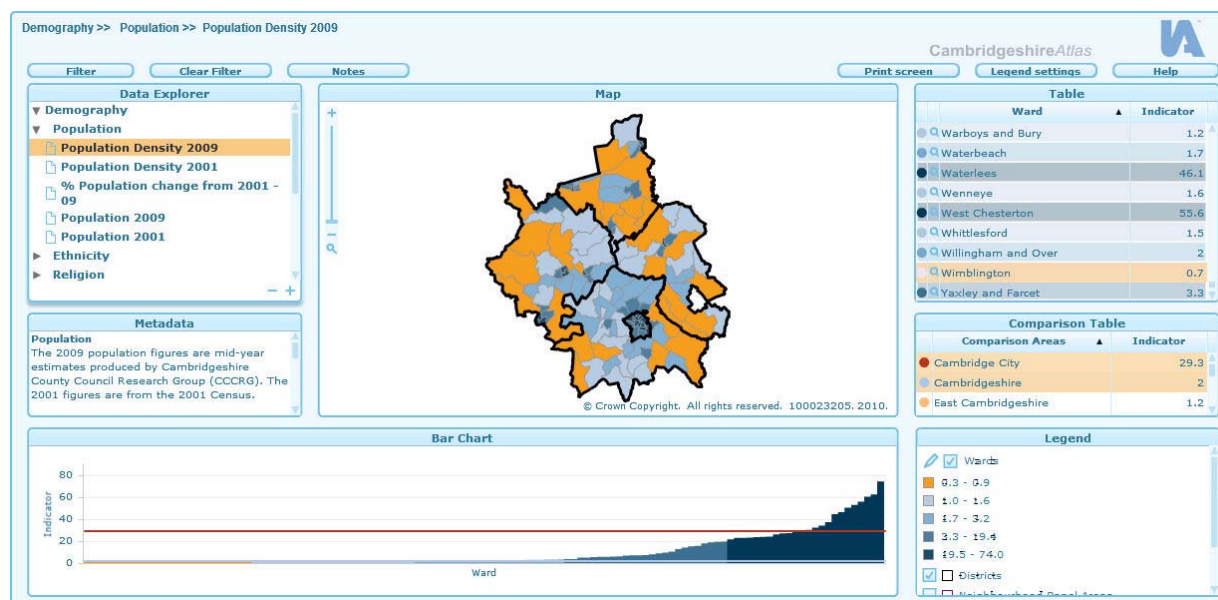 Demography >> Population >> Population Density 2009
CambridgeshireAtlas
Filter Clear Filter Notes Print screen Legend settings Help
Data Explorer
Demography
Population
Population Density 2009
Population Density 2001
% Population change from 2001 -
09
Population 2009
Population 2001
Ethnicity
Religion
Metadata
Population
The 2009 population figures are mid-year
estimates produced by Cambridgeshire
County Council Research Group (CCCRG). The
2001 figures are from the 2001 Census.
Map
© Crown Copyright. All rights reserved. 100023205. 2010.
Table
Ward Indicator
Warboys and Bury 1.2
Waterbeach 1.7
Waterlees 46.1
Wenneye 1.6
West Chesterton 55.6
Whittlesford 1.5
Willingham and Over 2
Wimblington 0.7
Yaxley and Farcet 3.3
Comparison Table
Comparison Areas Indicator
Cambridge City 29.3
Cambridgeshire 2
East Cambridgeshire 1.2
Bar Chart
Indicator
80
60
40
20
0
Ward
Legend
Wards
0.3 - 0.9
1.0 - 1.6
1.7 - 3.2
3.3 - 19.4
19.5 - 74.0
Districts